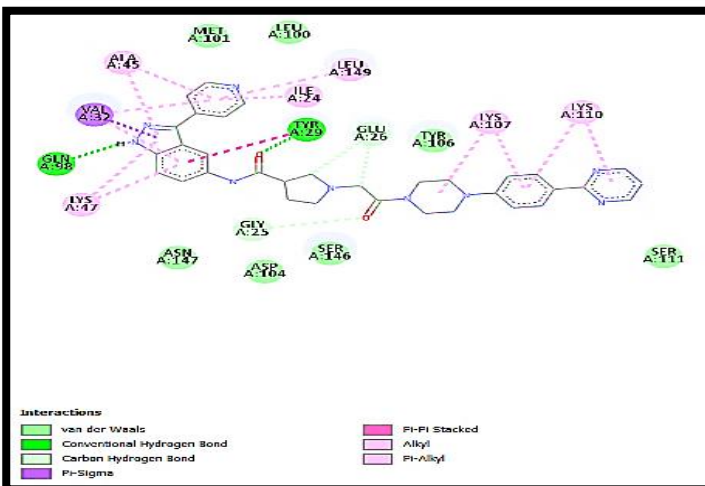 MET
A:101
LEU
A:100
ALA
A:45
LEU
A:149
ILE
A:24
VAL
A:32
N
N
H
N
TYR
A:29
O
GLU
A:26
TYR
A:106
LYS
A:107
LYS
A:110
GLN
A:98
LYS
A:47
N
H
N
O
N
N
N
N
GLY
A:25
ASN
A:147
ASP
A:104
SER
A:146
SER
A:111
Interactions
van der Waals
Conventional Hydrogen Bond
Carbon Hydrogen Bond
Pi-Sigma
Pi-Pi Stacked
Alkyl
Pi-Alkyl